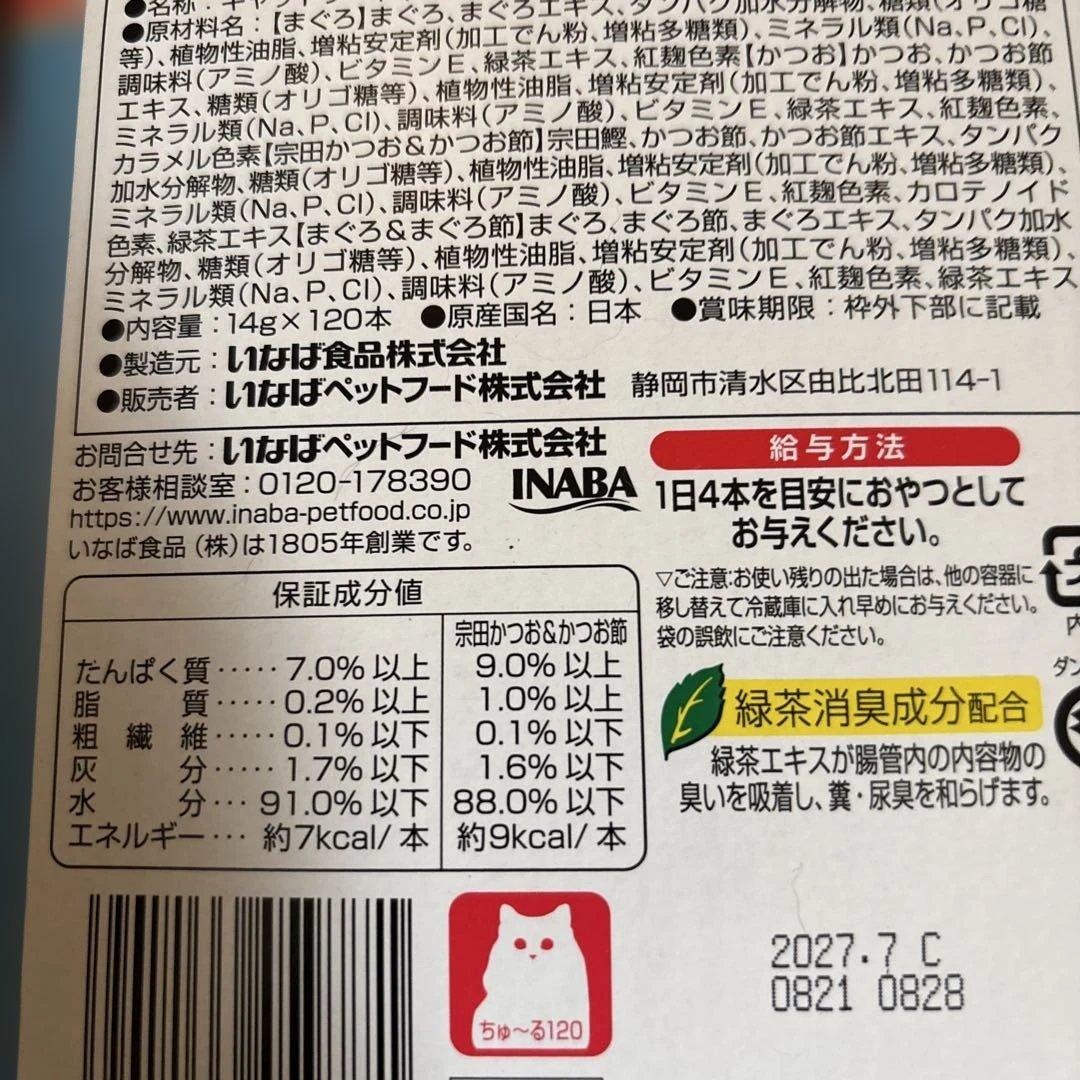 ●名称：キャット
●原材料名：【まぐろ】まぐろ、まぐろエキス、タンパク加水分解物、糖類（オリゴ糖
等）、植物性油脂、増粘安定剤（加工でん粉、増粘多糖類）、ミネラル類（Na、P、Cl）、
調味料（アミノ酸）、ビタミンE、緑茶エキス、紅麹色素【かつお】かつお、かつお節
エキス、糖類（オリゴ糖等）、植物性油脂、増粘安定剤（加工でん粉、増粘多糖類）、
ミネラル類（Na、P、Cl）、調味料（アミノ酸）、ビタミンE、緑茶エキス、紅麹色素、
カラメル色素【宗田かつお&かつお節】宗田鰹、かつお節、かつお節エキス、タンパク
加水分解物、糖類（オリゴ糖等）、植物性油脂、増粘安定剤（加工でん粉、増粘多糖類）、
ミネラル類（Na、P、Cl）、調味料（アミノ酸）、ビタミンE、紅麹色素、カロテノイド
色素、緑茶エキス【まぐろ&まぐろ節】まぐろ、まぐろ節、まぐろエキス、タンパク加水
分解物、糖類（オリゴ糖等）、植物性油脂、増粘安定剤（加工でん粉、増粘多糖類）、
ミネラル類（Na、P、Cl）、調味料（アミノ酸）、ビタミンE、紅麹色素、緑茶エキス
●内容量：14g×120本 ●原産国名：日本 ●賞味期限：枠外下部に記載
●製造元：いなば食品株式会社
●販売者：いなばペットフード株式会社 静岡市清水区由比北田114-1
お問合せ先：いなばペットフード株式会社
お客様相談室：0120-178390
https://www.inaba-petfood.co.jp
いなば食品（株）は1805年創業です。
INABA
給与方法
1日4本を目安におやつとして
お与えください。
▽ご注意：お使い残りの出た場合は、他の容器に
移し替えて冷蔵庫に入れ早めにお与えください。
袋の誤飲にご注意ください。
保証成分値
宗田かつお&かつお節
たんぱく質‥‥‥7.0%以上 9.0%以上
脂質‥‥‥0.2%以上 1.0%以上
粗繊維‥‥‥0.1%以下 0.1%以下
灰分‥‥‥1.7%以下 1.6%以下
水分‥‥91.0%以下 88.0%以下
エネルギー‥‥約7kcal/本 約9kcal/本
緑茶消臭成分配合
緑茶エキスが腸管内の内容物の
臭いを吸着し、糞・尿臭を和らげます。
内
ダン
ちゅ〜る120
2027.7 C
0821 0828